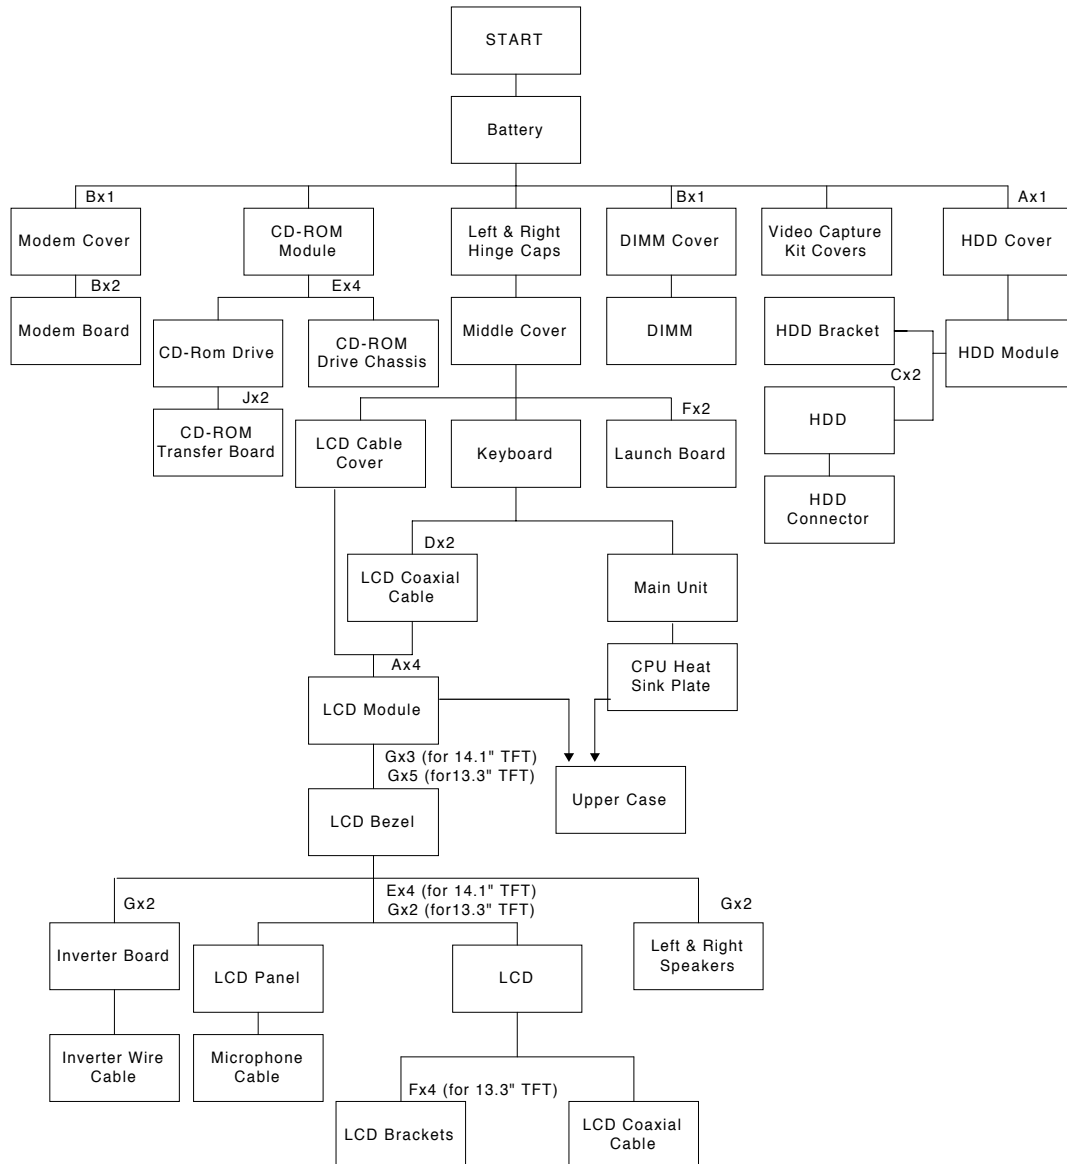 START
Battery
Bx1
Bx1
Ax1
Modem Cover
CD-ROM
Module
Left & Right
Hinge Caps
DIMM Cover
Video Capture
Kit Covers
HDD Cover
Bx2
Ex4
Modem Board
CD-Rom Drive
CD-ROM
Drive Chassis
Middle Cover
DIMM
HDD Bracket
HDD Module
Cx2
Jx2
Fx2
CD-ROM
Transfer Board
LCD Cable
Cover
Keyboard
Launch Board
HDD
HDD
Connector
Dx2
LCD Coaxial
Cable
Main Unit
Ax4
CPU Heat
Sink Plate
LCD Module
Gx3 (for 14.1" TFT)
Gx5 (for13.3" TFT)
Upper Case
LCD Bezel
Gx2
Ex4 (for 14.1" TFT)
Gx2 (for13.3" TFT)
Gx2
Inverter Board
LCD Panel
LCD
Left & Right
Speakers
Inverter Wire
Cable
Microphone
Cable
Fx4 (for 13.3" TFT)
LCD Brackets
LCD Coaxial
Cable